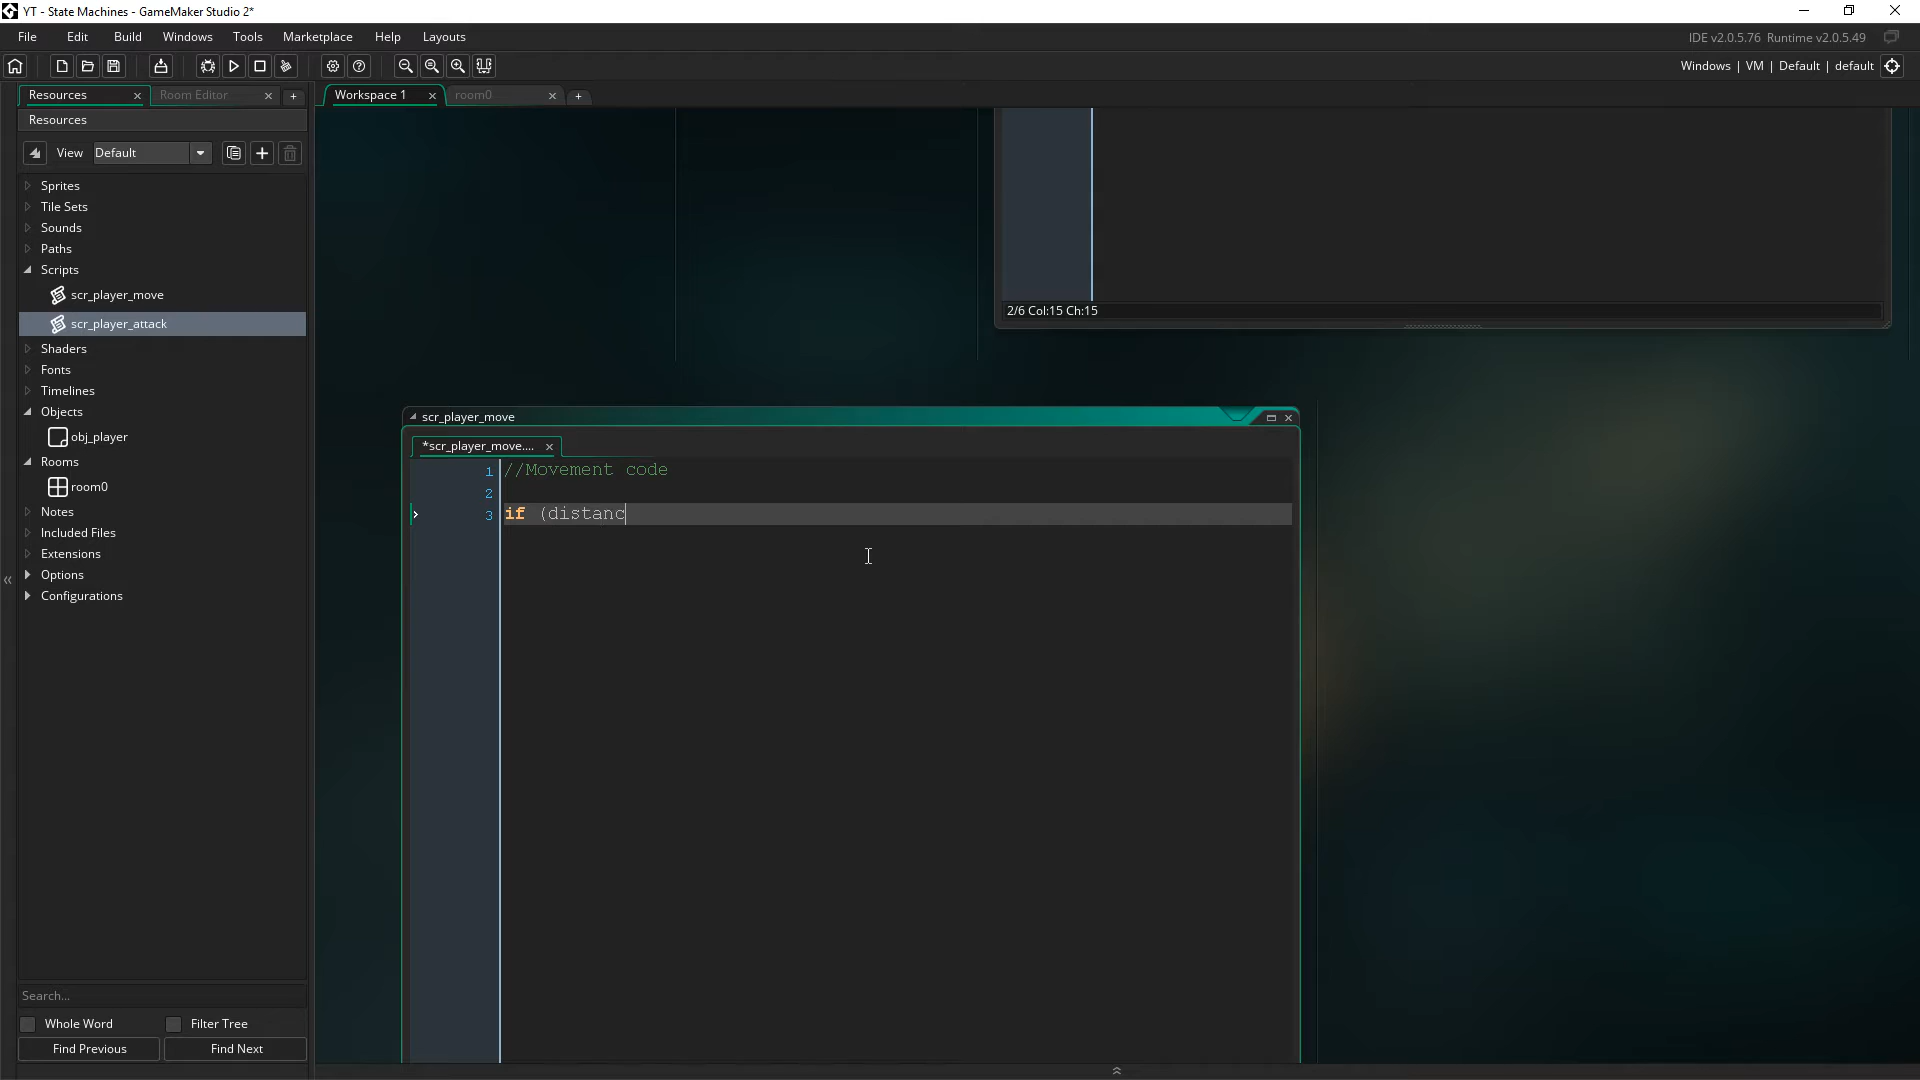 YT - State Machines - GameMaker Studio 2*
File Edit Build Windows Tools Marketplace Help Layouts
IDE v2.0.5.76 Runtime v2.0.5.49
Windows | VM | Default | default
Resources
Room Editor
Workspace 1
room0
Resources
View Default
Sprites
Tile Sets
Sounds
Paths
Scripts
scr_player_move
scr_player_attack
Shaders
Fonts
Timelines
Objects
obj_player
Rooms
room0
Notes
Included Files
Extensions
Options
Configurations
Search...
Whole Word
Filter Tree
Find Previous
Find Next
2/6 Col:15 Ch:15
scr_player_move
*scr_player_move....
1 //Movement code
2
3 if (distanc